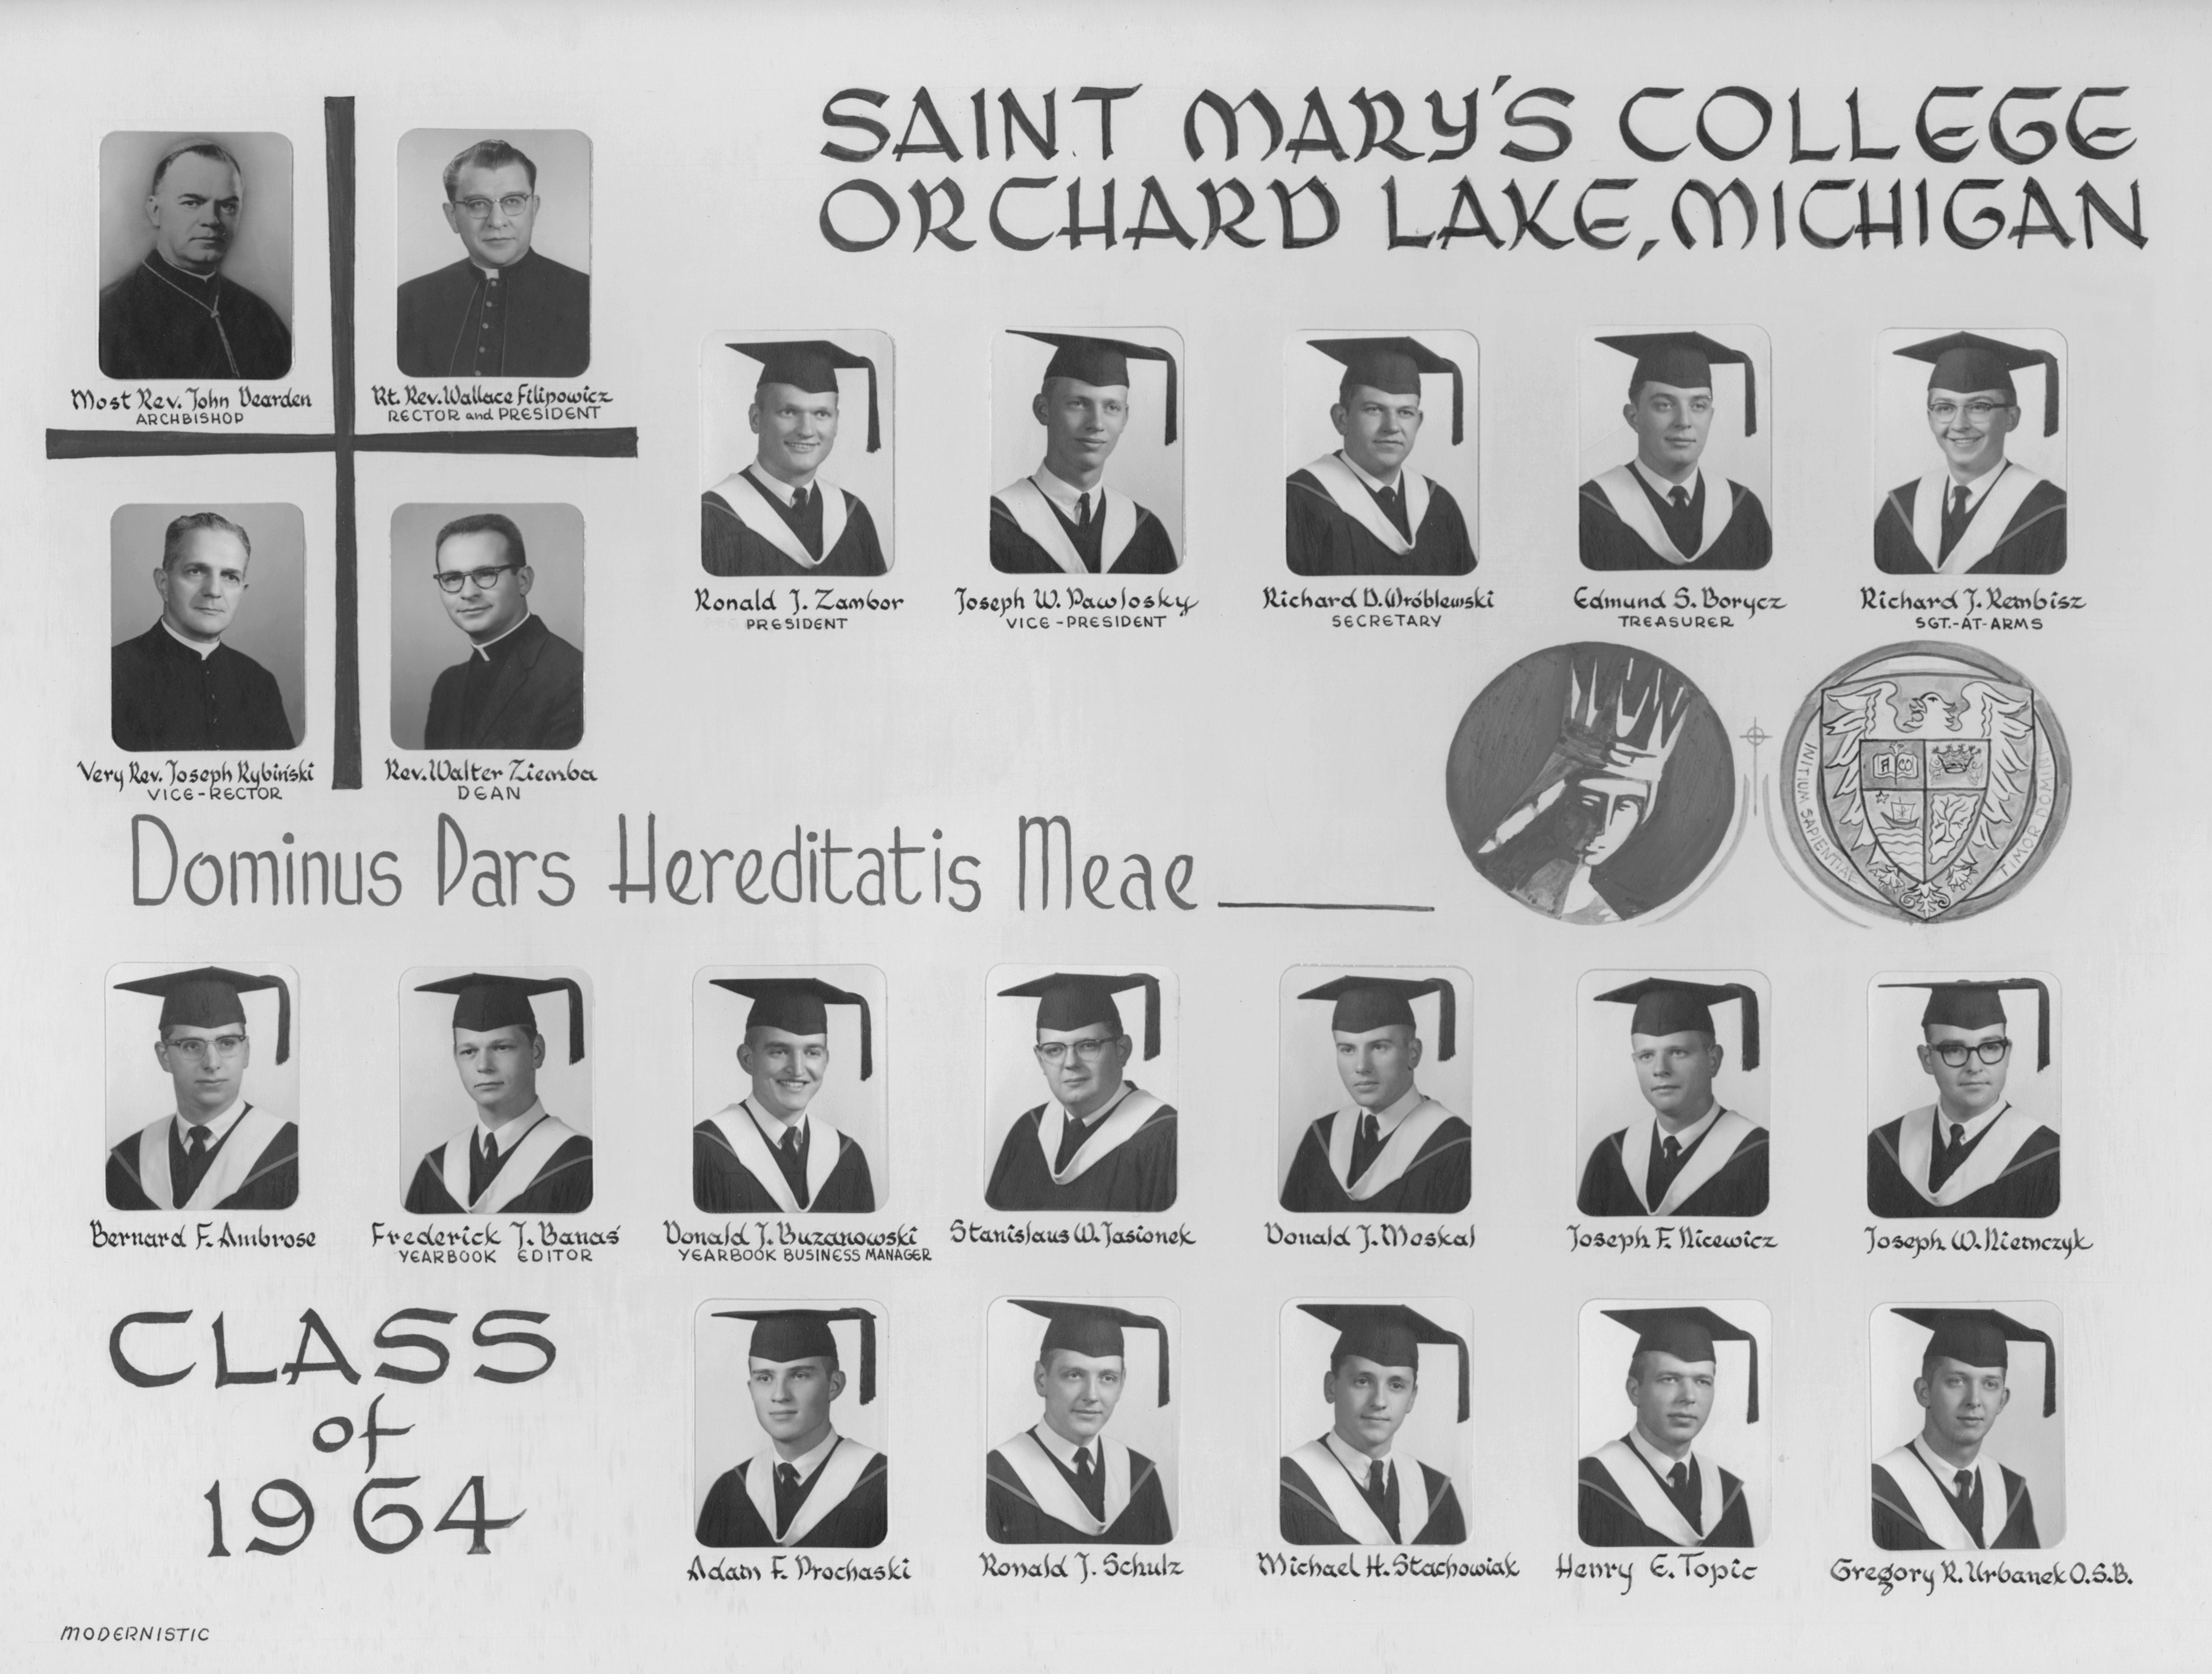 SAINT MARY'S COLLEGE
ORCHARD LAKE, MICHIGAN
Most Rev. John Dearden
ARCHBISHOP
Rt. Rev. Wallace Filipowicz
RECTOR and PRESIDENT
Very Rev. Joseph Rybiński
VICE-RECTOR
Rev. Walter Ziemba
DEAN
Ronald J. Zambor
PRESIDENT
Joseph W. Pawlosky
VICE-PRESIDENT
Richard D. Wróblewski
SECRETARY
Edmund S. Borycz
TREASURER
Richard J. Rembisz
SGT.-AT-ARMS
Dominus Pars Hereditatis Meae
INITIUM SAPIENTIAE
TIMOR DOMINI
A
Bernard F. Ambrose
Frederick J. Banaś
YEARBOOK EDITOR
Donald J. Buzanowski
YEARBOOK BUSINESS MANAGER
Stanislaus W. Jasionek
Donald J. Moskal
Joseph F. Nicewicz
Joseph W. Niemczyk
CLASS
of
1964
Adam F. Prochaski
Ronald J. Schulz
Michael H. Stachowiak
Henry E. Topic
Gregory R. Urbanek O.S.B.
MODERNISTIC